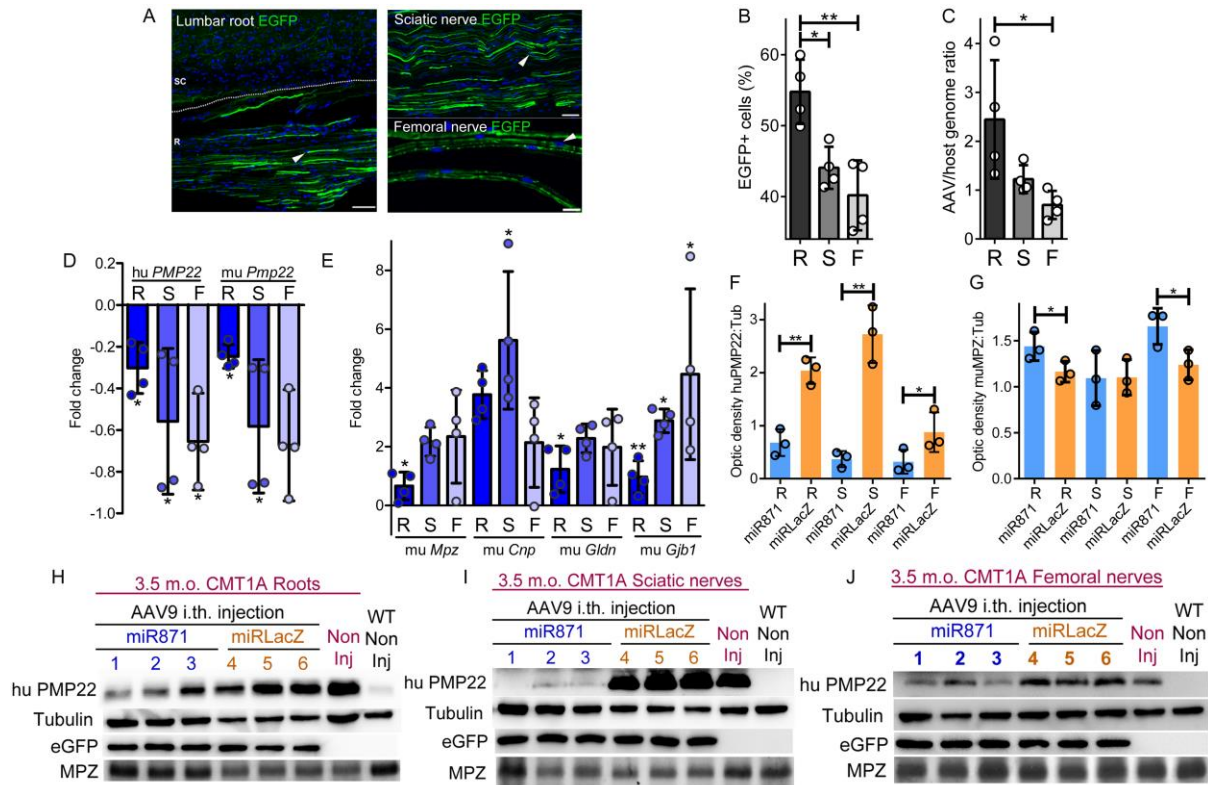 A
Lumbar root EGFP
SC
R
Sciatic nerve EGFP
Femoral nerve EGFP
B
EGFP+ cells (%)
60
50
40
**
*
R S F
C
AAV/host genome ratio
5
4
3
2
1
0
*
R S F
D
hu PMP22 mu Pmp22
R S F R S F
Fold change
0.2
0.0
-0.2
-0.4
-0.6
-0.8
-1.0
* * * * *
E
Fold change
8
6
4
2
0
* * * ** * *
R S F R S F R S F R S F
mu Mpz mu Cnp mu Gldn mu Gjb1
F
Optic density huPMP22:Tub
4
3
2
1
0
** ** *
R R S S F F
miR871 miRLacZ miR871 miRLacZ miR871 miRLacZ
G
Optic density muMPZ:Tub
2.0
1.5
1.0
0.5
0.0
* *
R R S S F F
miR871 miRLacZ miR871 miRLacZ miR871 miRLacZ
H
3.5 m.o. CMT1A Roots
AAV9 i.th. injection
miR871 miRLacZ Non Inj WT Non Inj
1 2 3 4 5 6
hu PMP22
Tubulin
eGFP
MPZ
I
3.5 m.o. CMT1A Sciatic nerves
AAV9 i.th. injection
miR871 miRLacZ Non Inj WT Non Inj
1 2 3 4 5 6
hu PMP22
Tubulin
eGFP
MPZ
J
3.5 m.o. CMT1A Femoral nerves
AAV9 i.th. injection
miR871 miRLacZ Non Inj WT Non Inj
1 2 3 4 5 6
hu PMP22
Tubulin
eGFP
MPZ